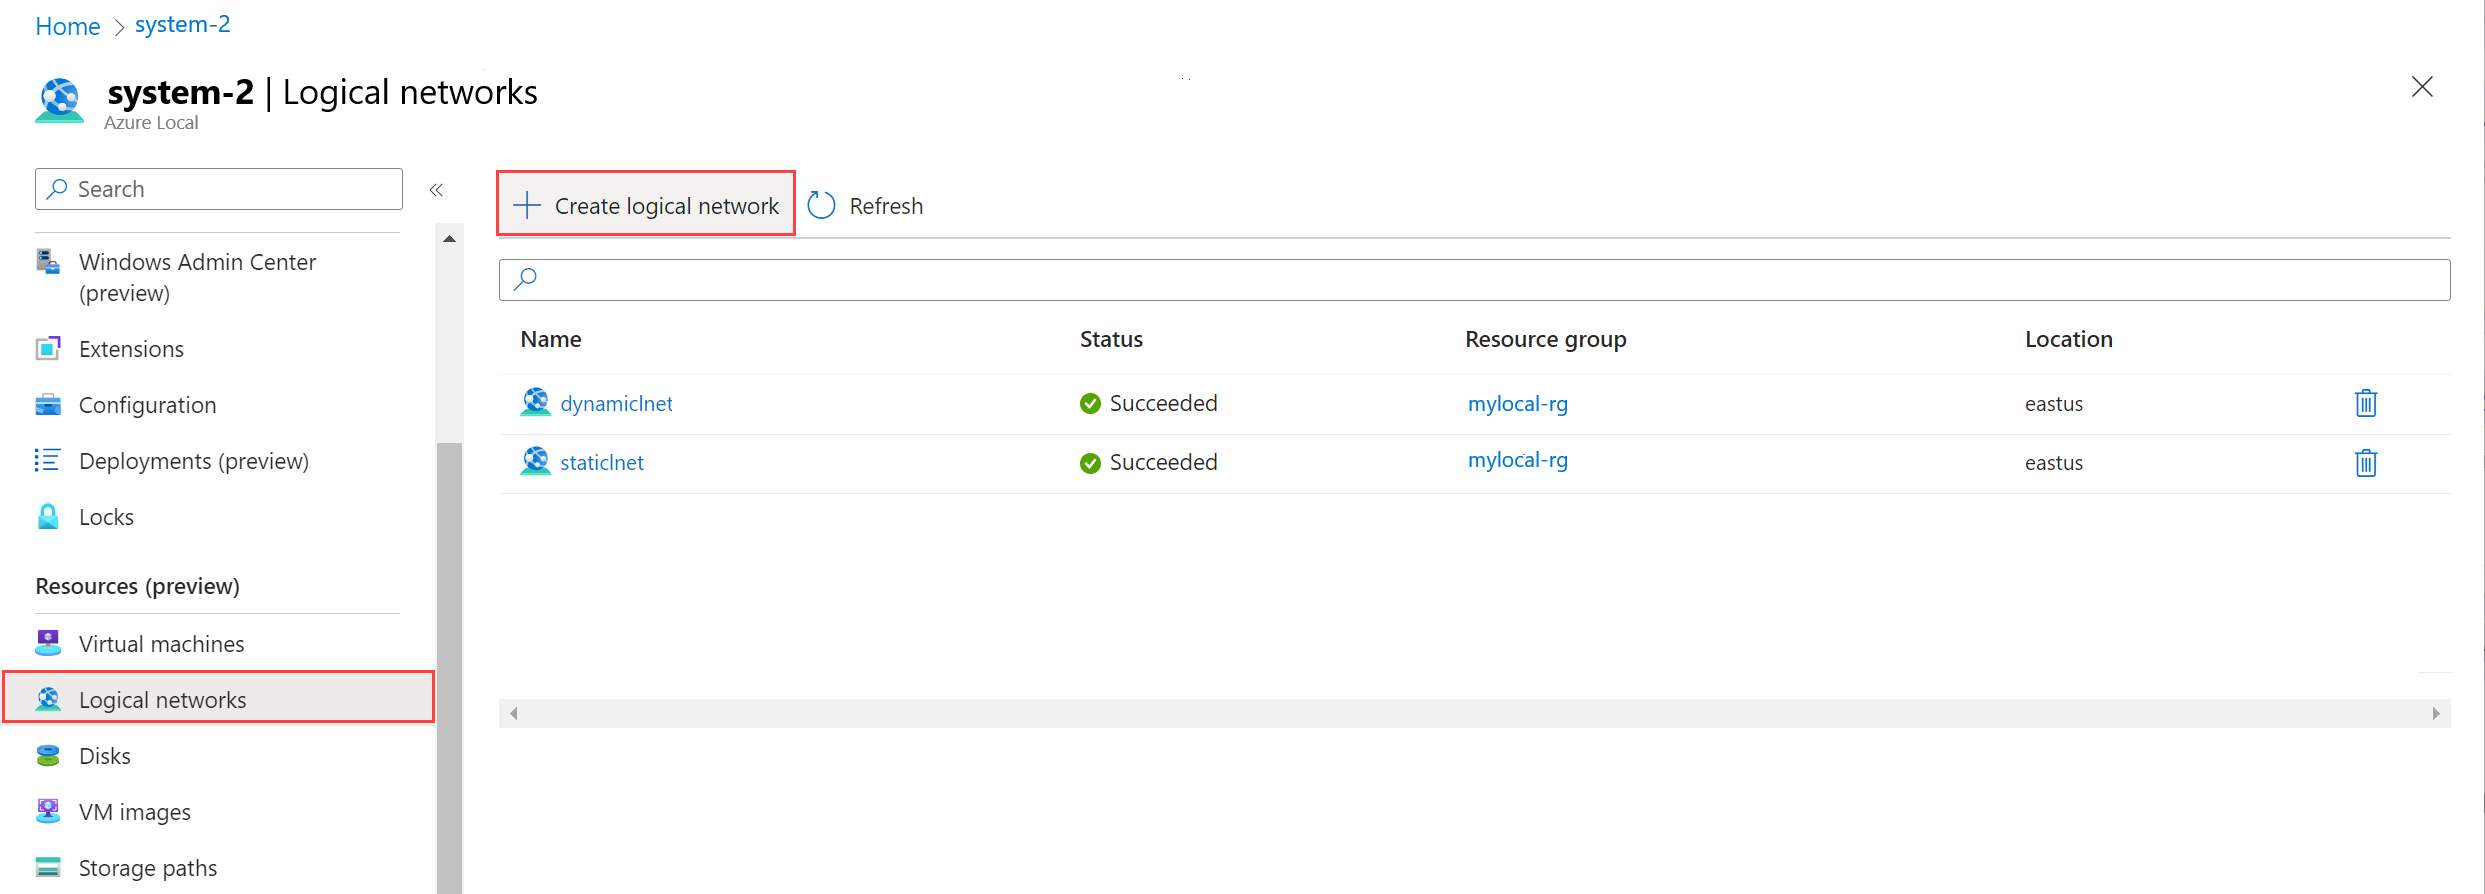 Home > system-2
system-2 | Logical networks
Azure Local
Search
«
Windows Admin Center
(preview)
Extensions
Configuration
Deployments (preview)
Locks
Resources (preview)
Virtual machines
Logical networks
Disks
VM images
Storage paths
Create logical network Refresh
Name Status Resource group Location
dynamiclnet Succeeded mylocal-rg eastus
staticlnet Succeeded mylocal-rg eastus